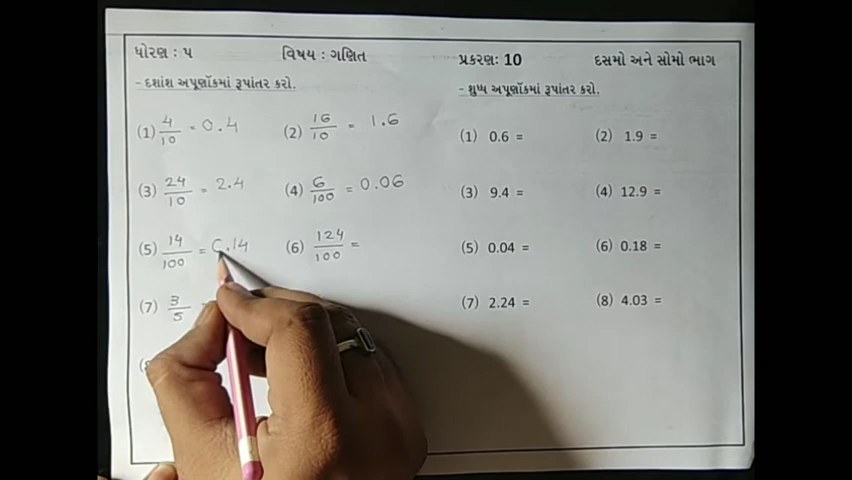 ધોરણ : ૫ વિષય : ગણિત પ્રકરણઃ 10 દસમો અને સોમો ભાગ
- દશાંશ અપૂર્ણાંકમાં રૂપાંતર કરો.
(1) 4/10 = 0.4 (2) 16/10 = 1.6
(3) 24/10 = 2.4 (4) 6/100 = 0.06
(5) 14/100 = 0.14 (6) 124/100 =
(7) 3/5
- શુધ્ધ અપૂર્ણાંકમાં રૂપાંતર કરો.
(1) 0.6 = (2) 1.9 =
(3) 9.4 = (4) 12.9 =
(5) 0.04 = (6) 0.18 =
(7) 2.24 = (8) 4.03 =